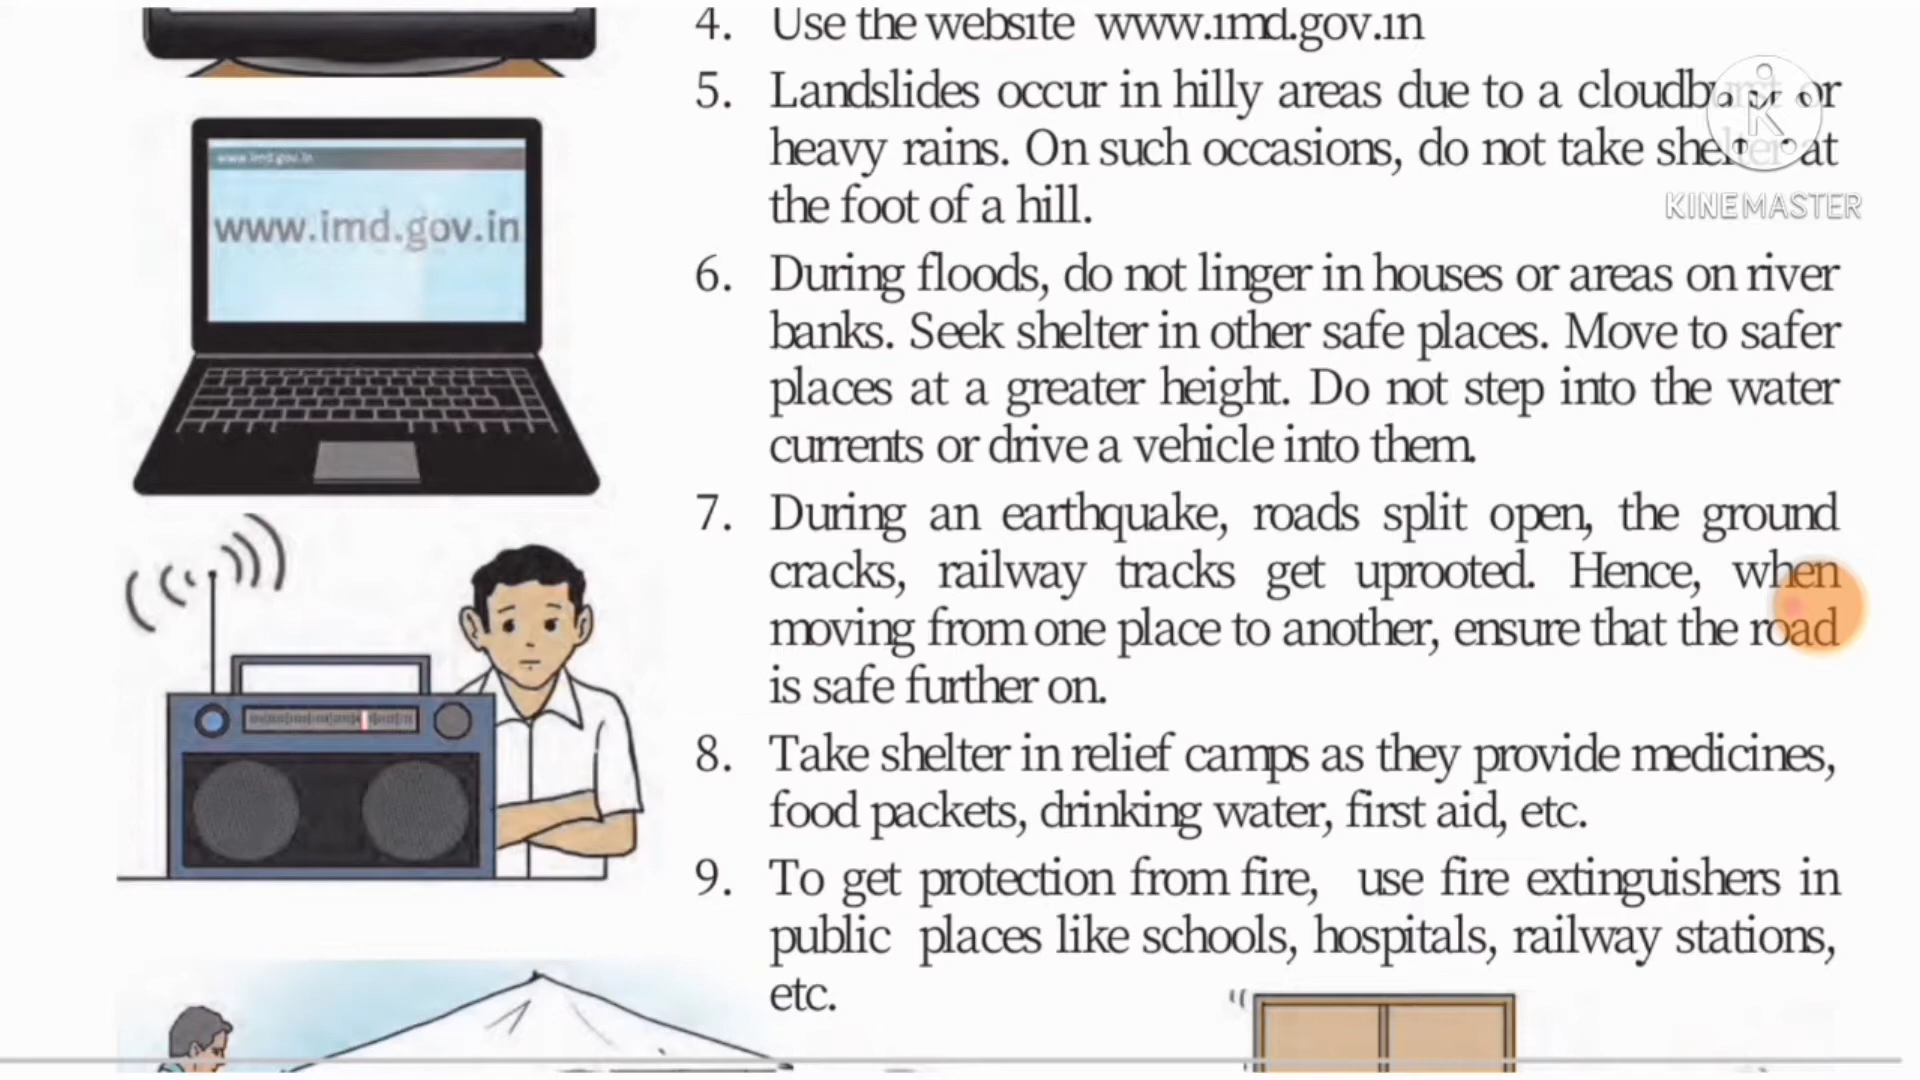 4. Use the website www.imd.gov.in
5. Landslides occur in hilly areas due to a cloudburst or
heavy rains. On such occasions, do not take shelter at
the foot of a hill.
6. During floods, do not linger in houses or areas on river
banks. Seek shelter in other safe places. Move to safer
places at a greater height. Do not step into the water
currents or drive a vehicle into them.
7. During an earthquake, roads split open, the ground
cracks, railway tracks get uprooted. Hence, when
moving from one place to another, ensure that the road
is safe further on.
8. Take shelter in relief camps as they provide medicines,
food packets, drinking water, first aid, etc.
9. To get protection from fire, use fire extinguishers in
public places like schools, hospitals, railway stations,
etc.
www.imd.gov.in
www.imd.gov.in
K
KINEMASTER